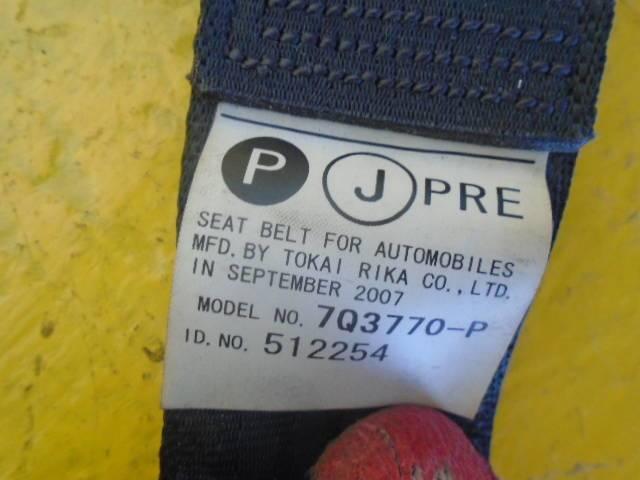 P J PRE
SEAT BELT FOR AUTOMOBILES
MFD. BY TOKAI RIKA CO., LTD.
IN SEPTEMBER 2007
MODEL NO. 7Q3770-P
ID. NO. 512254